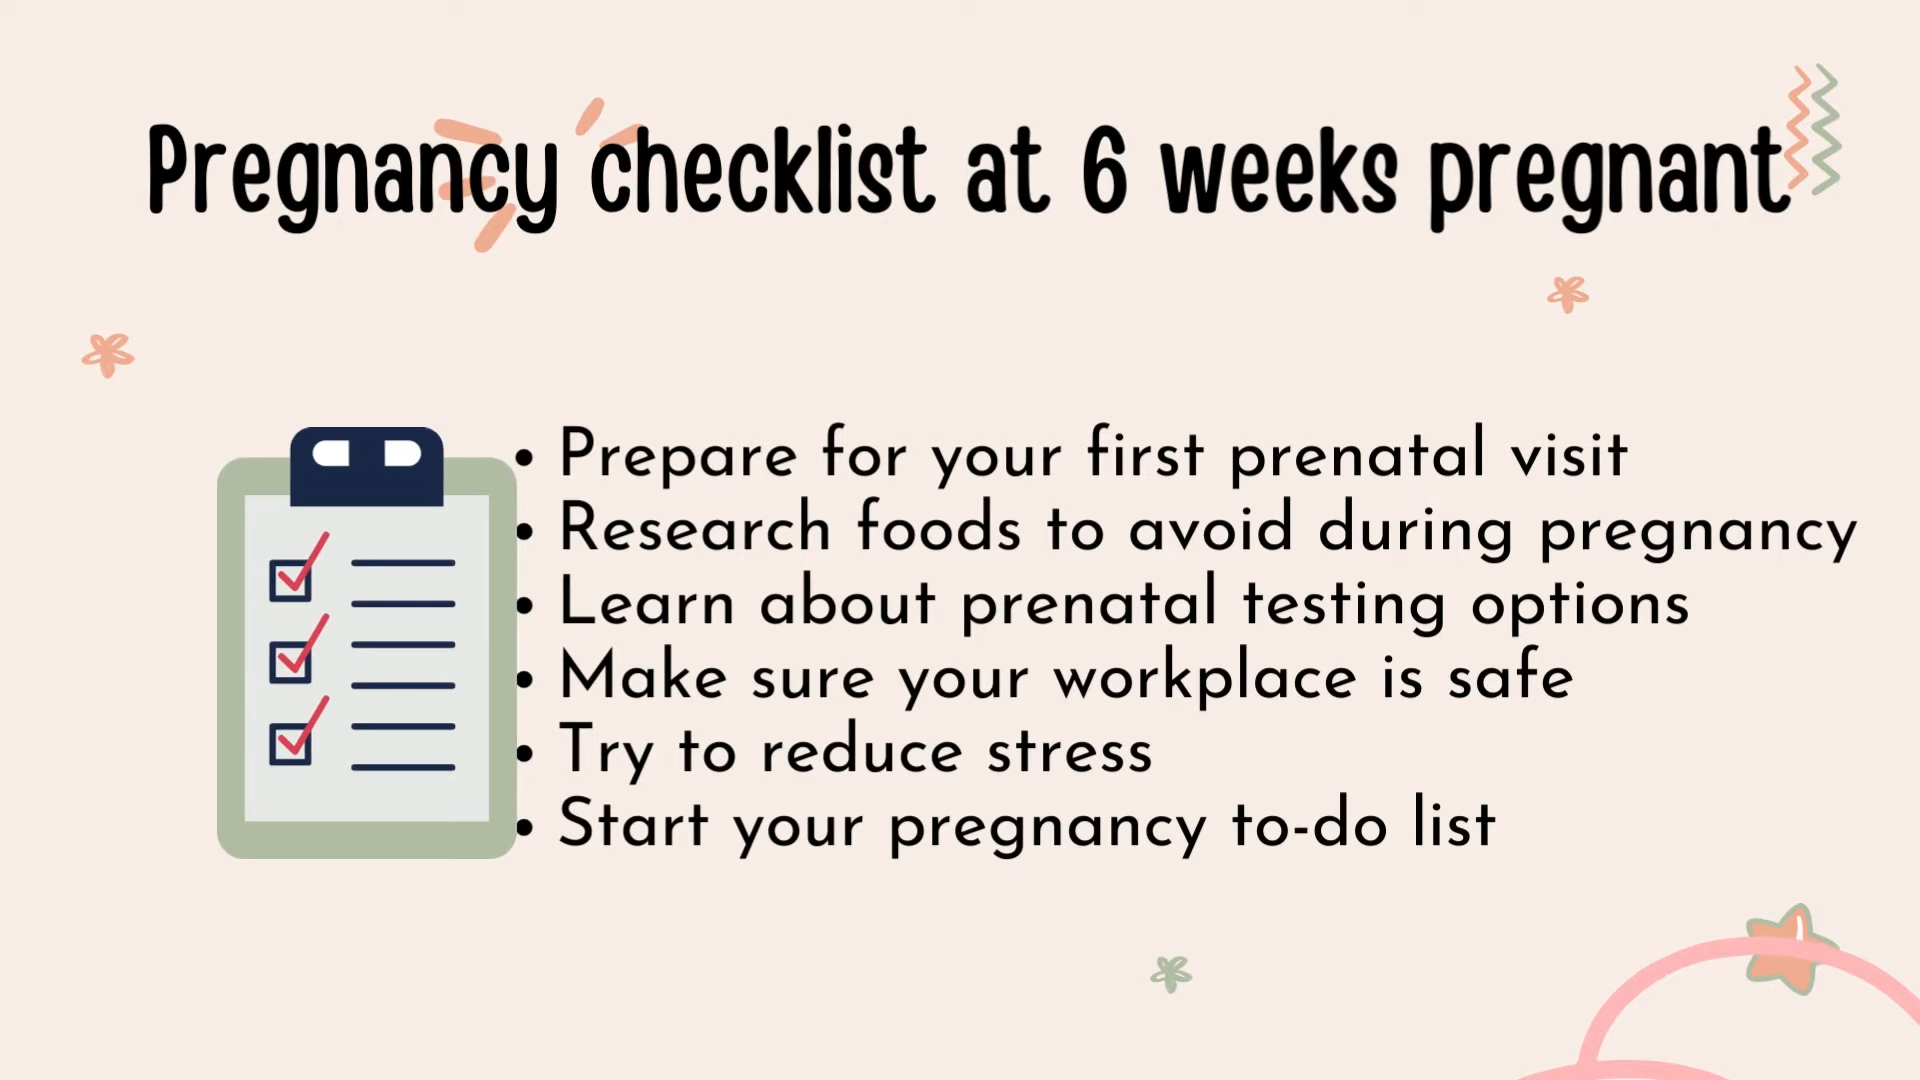 Pregnancy checklist at 6 weeks pregnant
• Prepare for your first prenatal visit
• Research foods to avoid during pregnancy
• Learn about prenatal testing options
• Make sure your workplace is safe
• Try to reduce stress
• Start your pregnancy to-do list